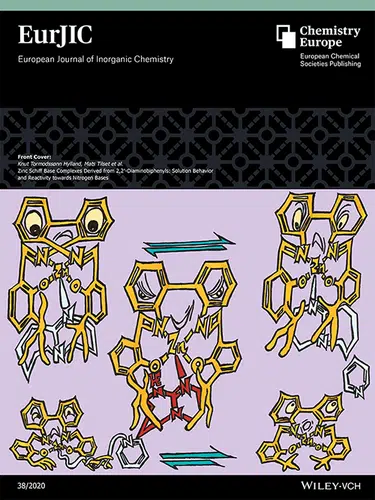 EurJIC
European Journal of Inorganic Chemistry
Chemistry
Europe
European Chemical
Societies Publishing
Front Cover:
Knut Tormodssønn Hylland, Mats Tilset et al.
Zinc Schiff Base Complexes Derived from 2,2'-Diaminobiphenyls: Solution Behavior
and Reactivity towards Nitrogen Bases
38/2020
WILEY-VCH